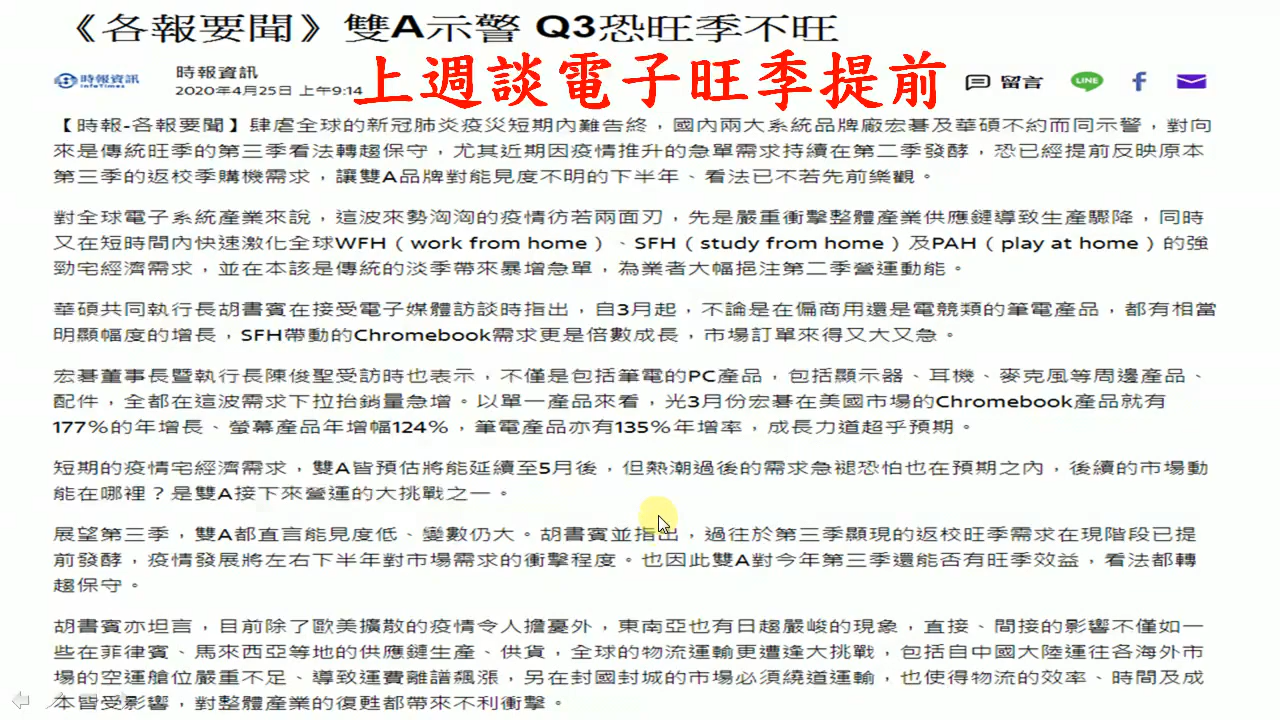 《各報要聞》雙A示警 Q3恐旺季不旺
上週談電子旺季提前
時報資訊
InfoTimes
時報資訊
2020年4月25日 上午9:14
留言
LINE
【時報-各報要聞】肆虐全球的新冠肺炎疫災短期內難告終，國內兩大系統品牌廠宏碁及華碩不約而同示警，對向
來是傳統旺季的第三季看法轉趨保守，尤其近期因疫情推升的急單需求持續在第二季發酵，恐已經提前反映原本
第三季的返校季購機需求，讓雙A品牌對能見度不明的下半年、看法已不若先前樂觀。
對全球電子系統產業來說，這波來勢洶洶的疫情彷若兩面刃，先是嚴重衝擊整體產業供應鏈導致生產驟降，同時
又在短時間內快速激化全球WFH（work from home）、SFH（study from home）及PAH（play at home）的強
勁宅經濟需求，並在本該是傳統的淡季帶來暴增急單，為業者大幅挹注第二季營運動能。
華碩共同執行長胡書賓在接受電子媒體訪談時指出，自3月起，不論是在偏商用還是電競類的筆電產品，都有相當
明顯幅度的增長，SFH帶動的Chromebook需求更是倍數成長，市場訂單來得又大又急。
宏碁董事長暨執行長陳俊聖受訪時也表示，不僅是包括筆電的PC產品，包括顯示器、耳機、麥克風等周邊產品、
配件，全都在這波需求下拉抬銷量急增。以單一產品來看，光3月份宏碁在美國市場的Chromebook產品就有
177%的年增長、螢幕產品年增幅124%，筆電產品亦有135%年增率，成長力道超乎預期。
短期的疫情宅經濟需求，雙A皆預估將能延續至5月後，但熱潮過後的需求急褪恐怕也在預期之內，後續的市場動
能在哪裡？是雙A接下來營運的大挑戰之一。
展望第三季，雙A都直言能見度低、變數仍大。胡書賓並指出，過往於第三季顯現的返校旺季需求在現階段已提
前發酵，疫情發展將左右下半年對市場需求的衝擊程度。也因此雙A對今年第三季還能否有旺季效益，看法都轉
趨保守。
胡書賓亦坦言，目前除了歐美擴散的疫情令人擔憂外，東南亞也有日趨嚴峻的現象，直接、間接的影響不僅如一
些在菲律賓、馬來西亞等地的供應鏈生產、供貨，全球的物流運輸更遭逢大挑戰，包括自中國大陸運往各海外市
場的空運艙位嚴重不足、導致運費離譜飆漲，另在封國封城的市場必須繞道運輸，也使得物流的效率、時間及成
本皆受影響，對整體產業的復甦都帶來不利衝擊。